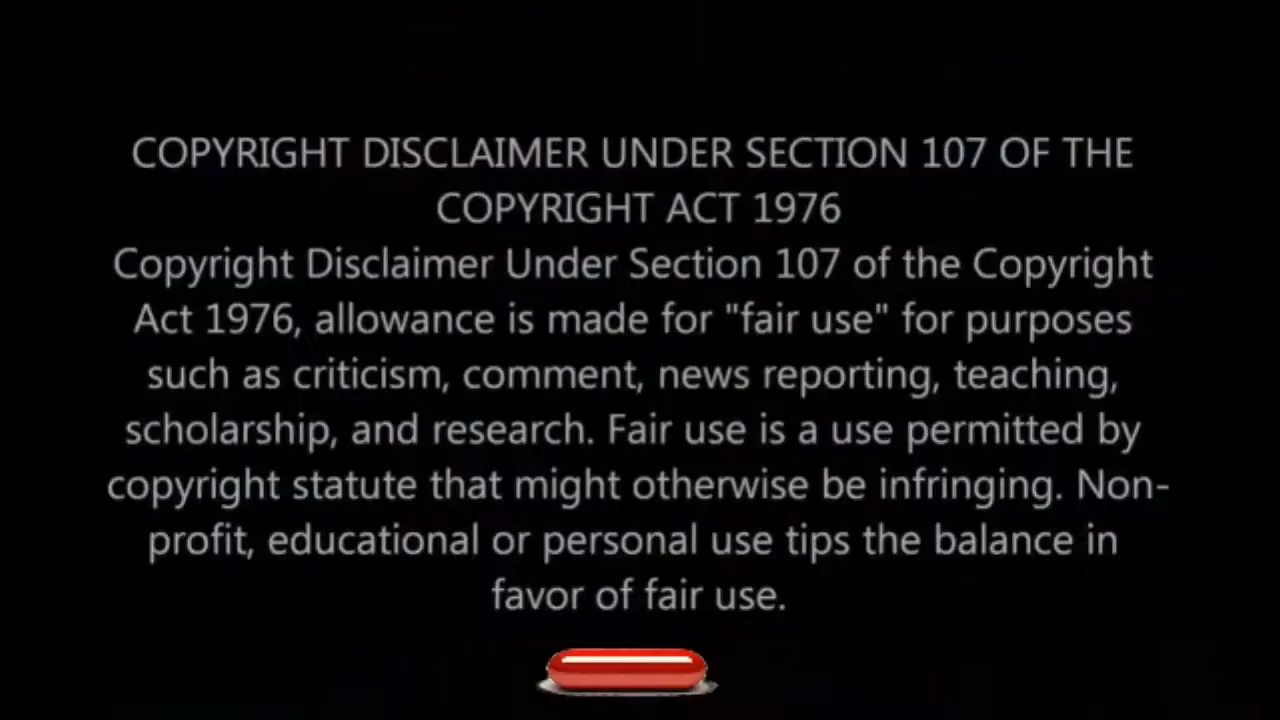 COPYRIGHT DISCLAIMER UNDER SECTION 107 OF THE
COPYRIGHT ACT 1976
Copyright Disclaimer Under Section 107 of the Copyright
Act 1976, allowance is made for "fair use" for purposes
such as criticism, comment, news reporting, teaching,
scholarship, and research. Fair use is a use permitted by
copyright statute that might otherwise be infringing. Non-
profit, educational or personal use tips the balance in
favor of fair use.